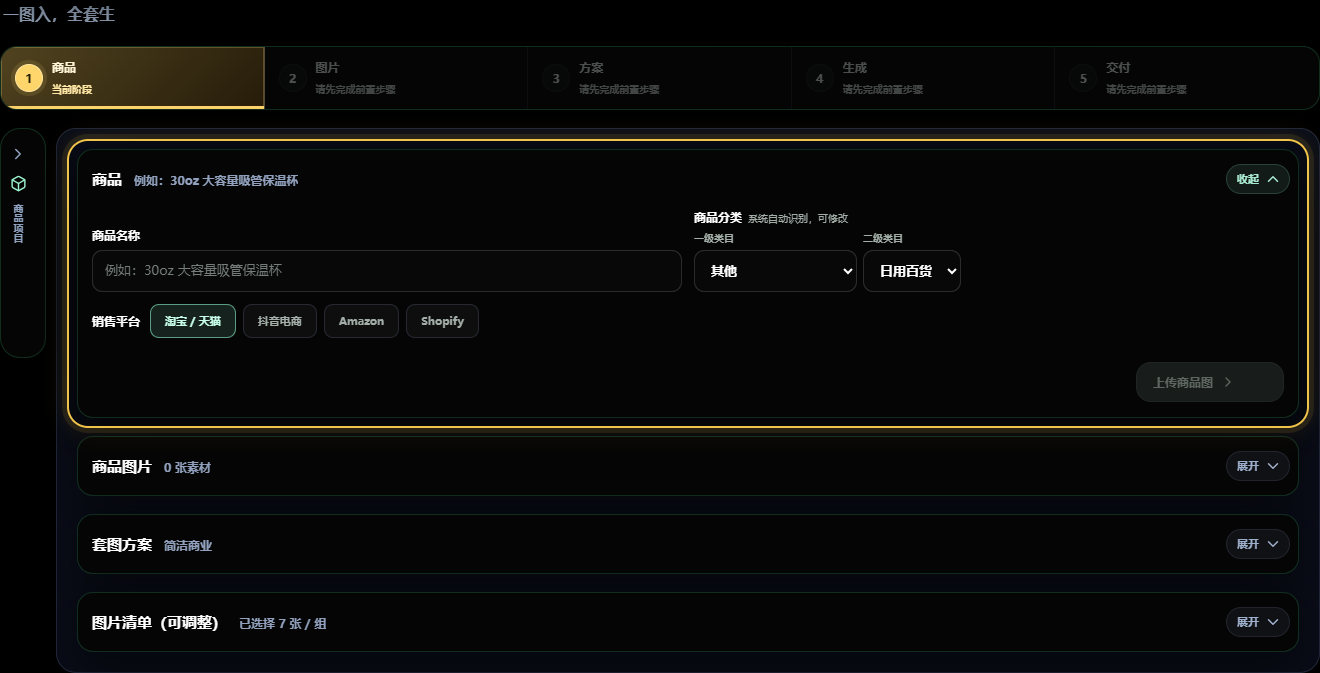 一图入，全套生
1 商品 当前阶段
2 图片 请先完成前置步骤
3 方案 请先完成前置步骤
4 生成 请先完成前置步骤
5 交付 请先完成前置步骤
商品项目
商品 例如：30oz 大容量吸管保温杯 收起
商品名称
例如：30oz 大容量吸管保温杯
商品分类 系统自动识别，可修改
一级类目 二级类目
其他 日用百货
销售平台 淘宝 / 天猫 抖音电商 Amazon Shopify
上传商品图
商品图片 0 张素材 展开
套图方案 简洁商业 展开
图片清单（可调整） 已选择 7 张 / 组 展开